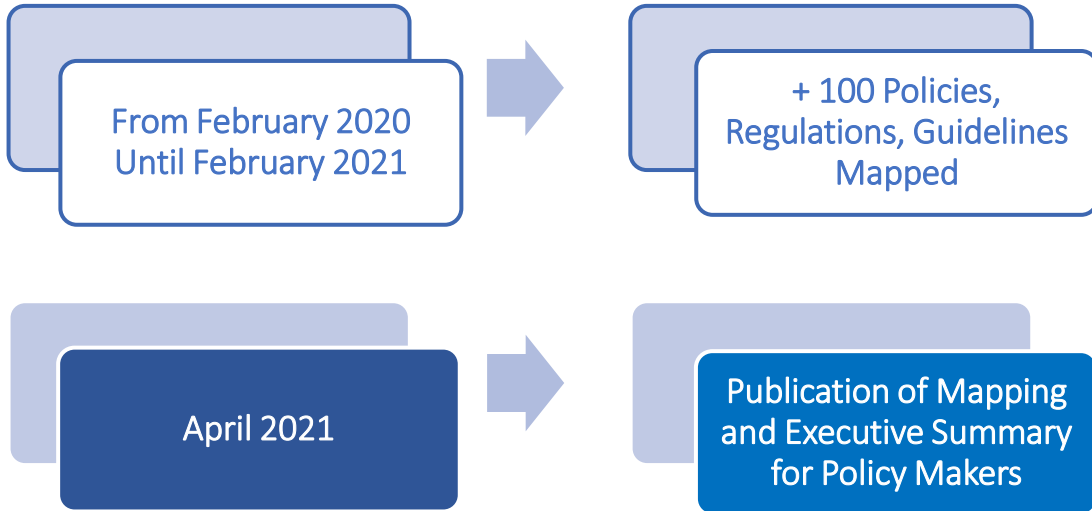 From February 2020
Until February 2021
+ 100 Policies,
Regulations, Guidelines
Mapped
April 2021
Publication of Mapping
and Executive Summary
for Policy Makers